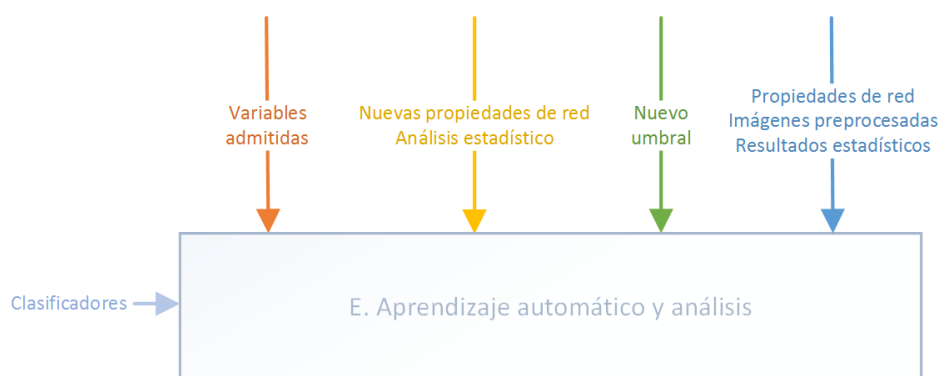 Variables
admitidas
Nuevas propiedades de red
Análisis estadístico
Nuevo
umbral
Propiedades de red
Imágenes preprocesadas
Resultados estadísticos
Clasificadores
E. Aprendizaje automático y análisis